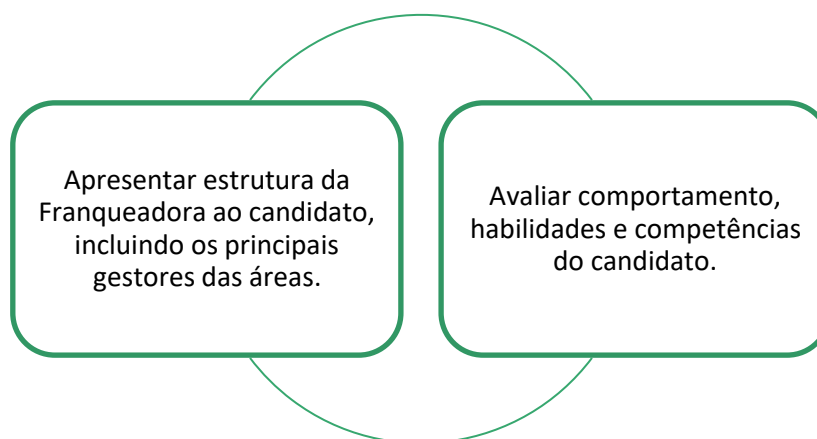 Apresentar estrutura da
Franqueadora ao candidato,
incluindo os principais
gestores das áreas.
Avaliar comportamento,
habilidades e competências
do candidato.